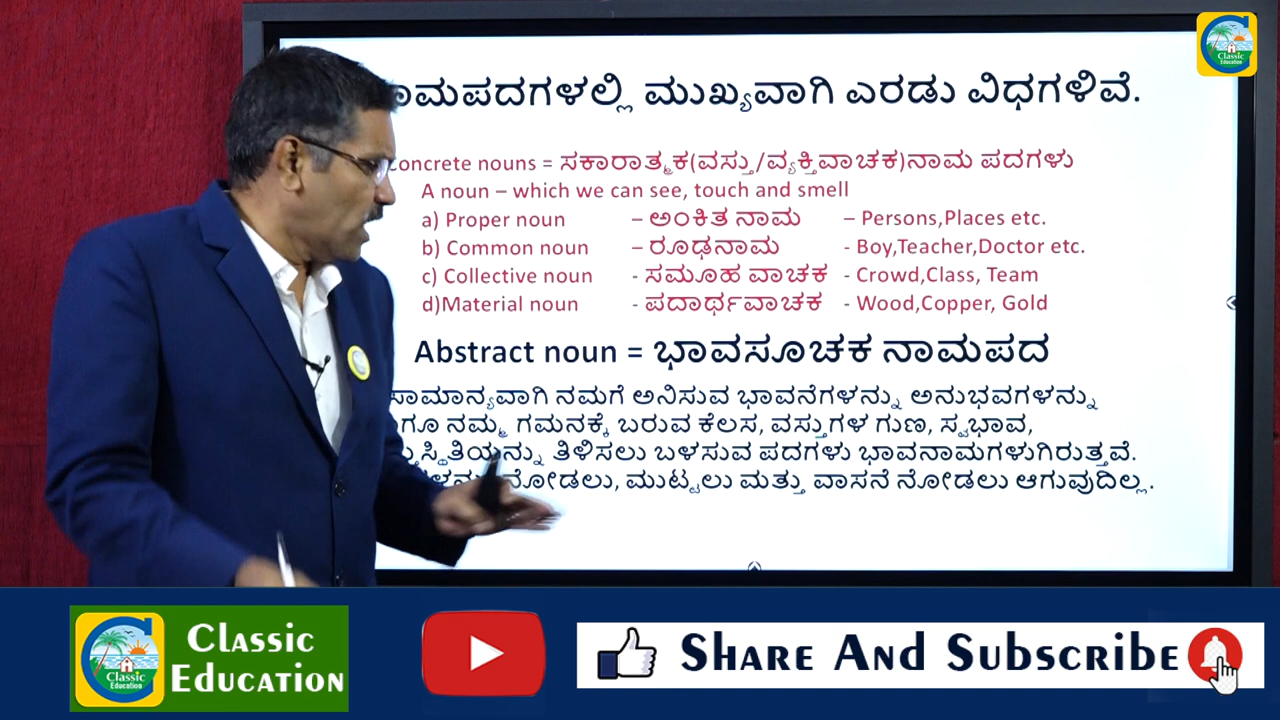 ನಾಮಪದಗಳಲ್ಲಿ ಮುಖ್ಯವಾಗಿ ಎರಡು ವಿಧಗಳಿವೆ.
Concrete nouns = ಸಕಾರಾತ್ಮಕ(ವಸ್ತು/ವ್ಯಕ್ತಿವಾಚಕ)ನಾಮ ಪದಗಳು
A noun – which we can see, touch and smell
a) Proper noun – ಅಂಕಿತ ನಾಮ – Persons,Places etc.
b) Common noun – ರೂಢನಾಮ - Boy,Teacher,Doctor etc.
c) Collective noun - ಸಮೂಹ ವಾಚಕ - Crowd,Class, Team
d)Material noun - ಪದಾರ್ಥವಾಚಕ - Wood,Copper, Gold
Abstract noun = ಭಾವಸೂಚಕ ನಾಮಪದ
ಸಾಮಾನ್ಯವಾಗಿ ನಮಗೆ ಅನಿಸುವ ಭಾವನೆಗಳನ್ನು ಅನುಭವಗಳನ್ನು
ನಮ್ಮ ಗಮನಕ್ಕೆ ಬರುವ ಕೆಲಸ, ವಸ್ತುಗಳ ಗುಣ, ಸ್ವಭಾವ,
ತಿಳಿಸಲು ಬಳಸುವ ಪದಗಳು ಭಾವನಾಮಗಳುಗಿರುತ್ತವೆ.
ನೋಡಲು, ಮುಟ್ಟಲು ಮತ್ತು ವಾಸನೆ ನೋಡಲು ಆಗುವುದಿಲ್ಲ.
Classic
Education
Classic
Education
Classic
Education
Share And Subscribe